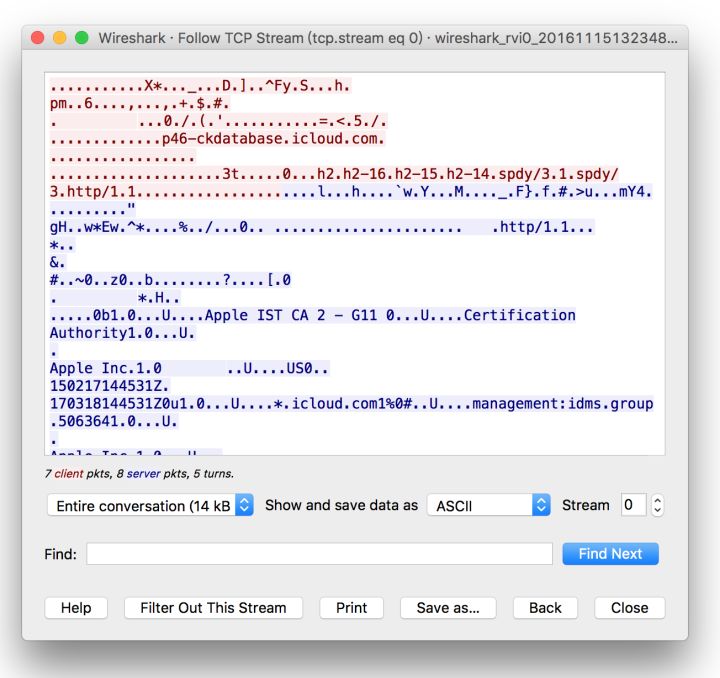 Wireshark · Follow TCP Stream (tcp.stream eq 0) · wireshark_rvi0_20161115132348...
...........X*..._...D.]..^Fy.S...h.
pm..6....,...,.+.$.#.
.          ...0./.(.'...........=.<.5./.
.............p46-ckdatabase.icloud.com.
.................
....................3t.....0...h2.h2-16.h2-15.h2-14.spdy/3.1.spdy/
3.http/1.1.....................l...h....`w.Y...M...._.F}.f.#.>u...mY4.
........."
gH..w*Ew.^*....%../...0.. ......................    .http/1.1...
*..
&.
#..~0..z0..b........?....[.0
.          *.H..
.....0b1.0...U....Apple IST CA 2 - G11 0...U....Certification
Authority1.0...U.
.
Apple Inc.1.0        ..U....US0..
150217144531Z.
170318144531Z0u1.0...U....*.icloud.com1%0#..U....management:idms.group
.5063641.0...U.
.
Apple Inc.1.0...U..
7 client pkts, 8 server pkts, 5 turns.
Entire conversation (14 kB Show and save data as ASCII Stream 0
Find: Find Next
Help Filter Out This Stream Print Save as... Back Close